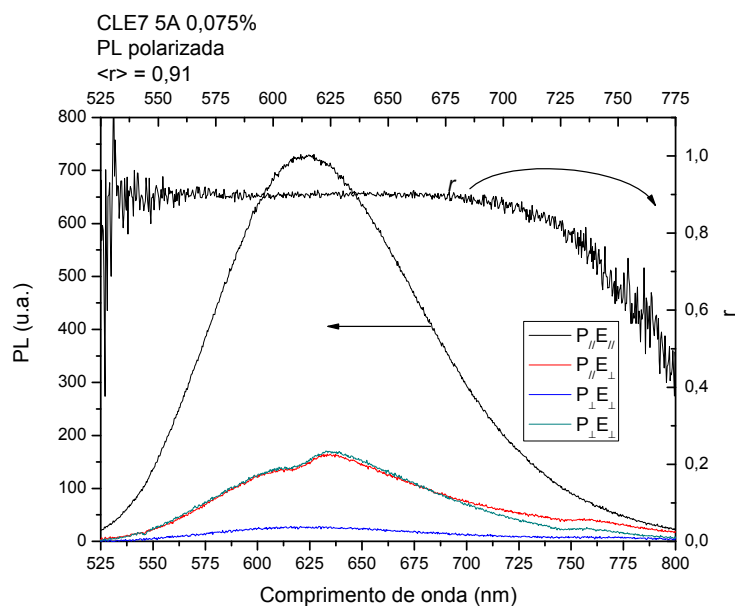 CLE7 5A 0,075%
PL polarizada
<r> = 0,91
525 550 575 600 625 650 675 700 725 750 775
800
700
600
500
400
300
200
100
0
PL (u.a.)
1,0
0,8
0,6
0,4
0,2
0,0
r
r
P//E//
P//E⊥
P⊥E⊥
P⊥E⊥
525 550 575 600 625 650 675 700 725 750 775 800
Comprimento de onda (nm)